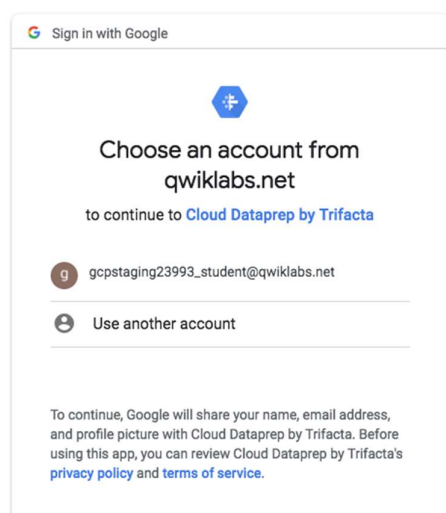 Sign in with Google
Choose an account from
qwiklabs.net
to continue to Cloud Dataprep by Trifacta
g
gcpstaging23993_student@qwiklabs.net
Use another account
To continue, Google will share your name, email address,
and profile picture with Cloud Dataprep by Trifacta. Before
using this app, you can review Cloud Dataprep by Trifacta's
privacy policy and terms of service.